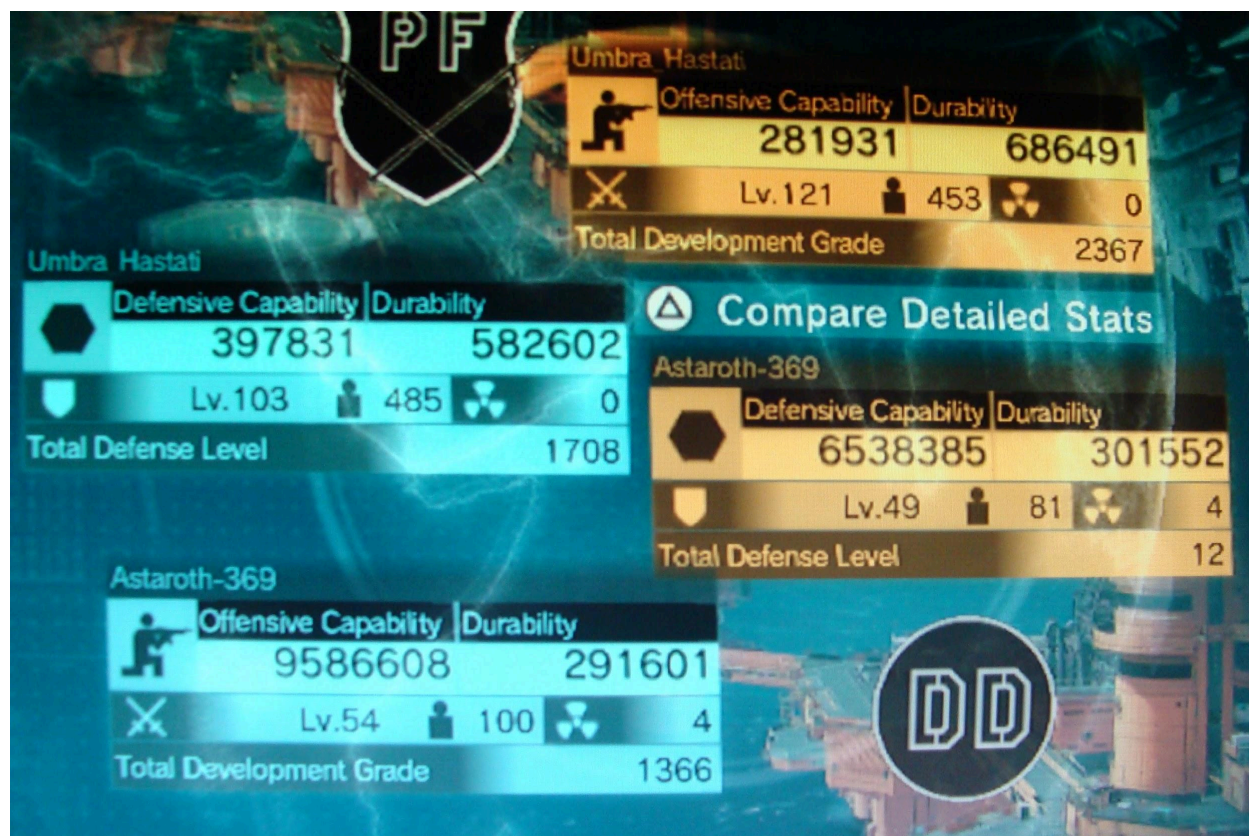 PF
Umbra_Hastati
Offensive Capability Durability
281931 686491
Lv.121 453 0
Total Development Grade 2367
Umbra_Hastati
Defensive Capability Durability
397831 582602
Lv.103 485 0
Total Defense Level 1708
Compare Detailed Stats
Astaroth-369
Defensive Capability Durability
6538385 301552
Lv.49 81 4
Total Defense Level 12
Astaroth-369
Offensive Capability Durability
9586608 291601
Lv.54 100 4
Total Development Grade 1366
DD